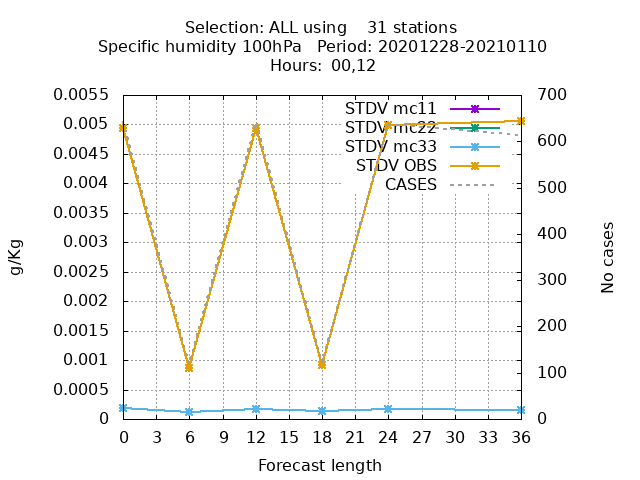 Selection: ALL using    31 stations
Specific humidity 100hPa   Period: 20201228-20210110
Hours: 00,12
0.0055
0.005
0.0045
0.004
0.0035
0.003
0.0025
0.002
0.0015
0.001
0.0005
0
g/Kg
STDV mc11
STDV mc22
STDV mc33
STDV OBS
CASES
700
600
500
400
300
200
100
0
No cases
0 3 6 9 12 15 18 21 24 27 30 33 36
Forecast length